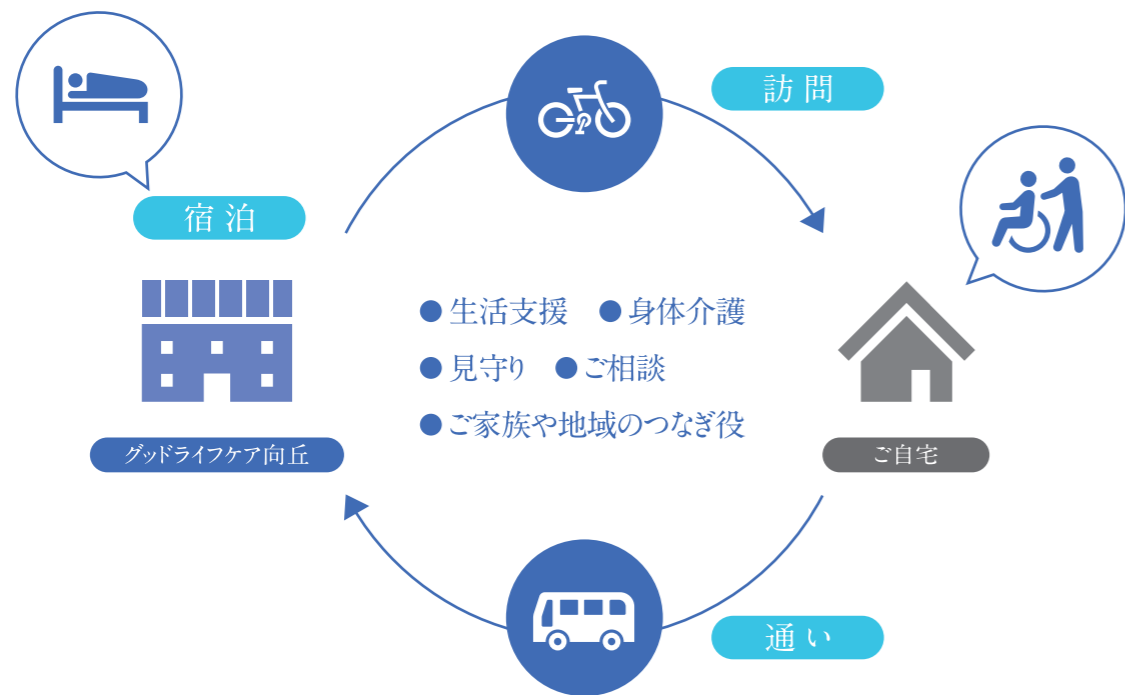 訪問
宿泊
●生活支援 ●身体介護
●見守り ●ご相談
●ご家族や地域のつなぎ役
グッドライフケア向丘
ご自宅
通い